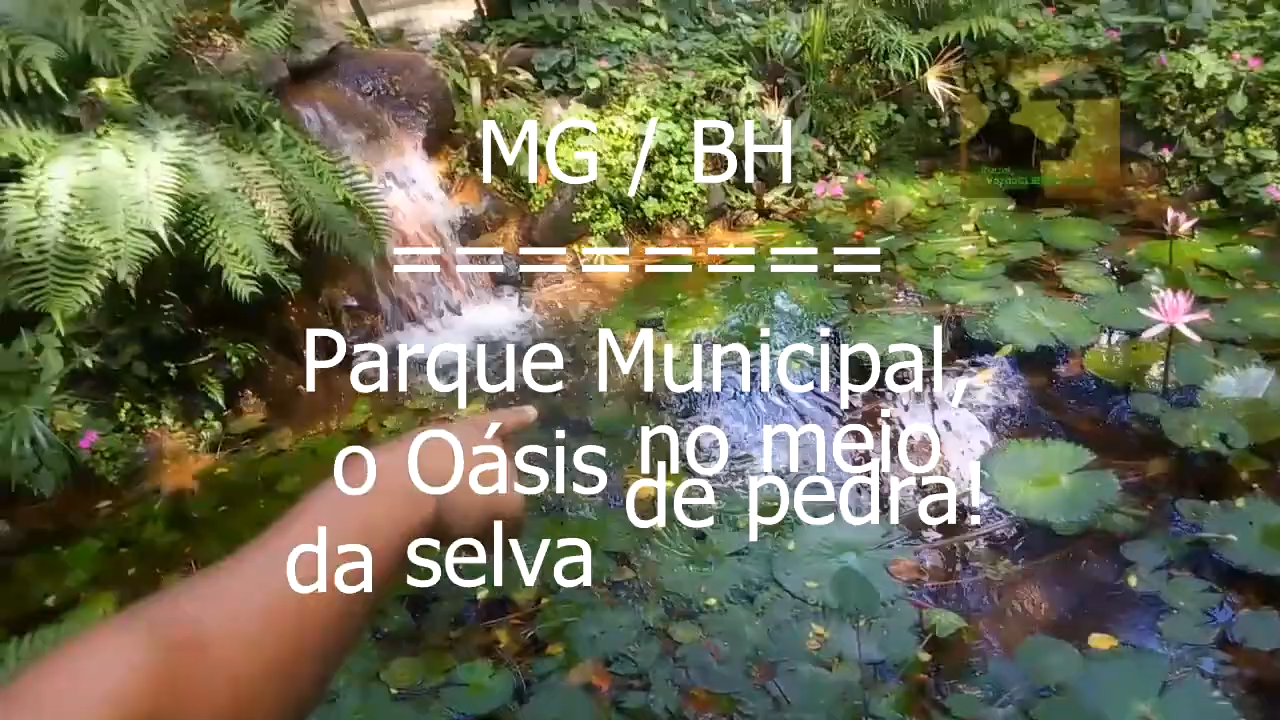 MG / BH
========
Parque Municipal,
o Oásis no meio
da selva de pedra!